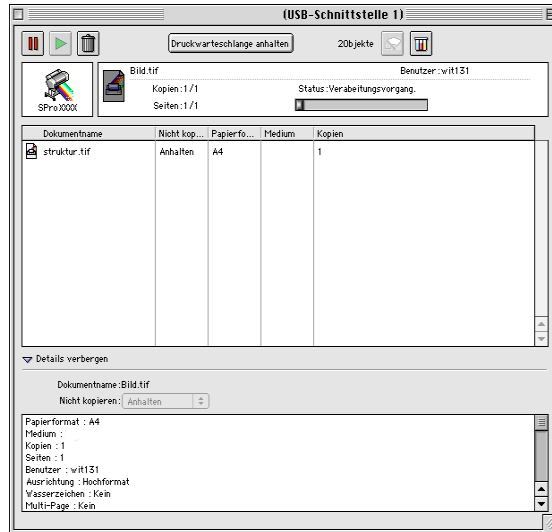 (USB-Schnittstelle 1)
Druckwarteschlange anhalten
2Objekte
SProXXXX
Bild.tif
Benutzer:wit131
Kopien:1/1
Status:Verabeitungsvorgang.
Seiten:1/1
Dokumentname Nicht kop... Papierfo... Medium Kopien
struktur.tif Anhalten A4 1
Details verbergen
Dokumentname:Bild.tif
Nicht kopieren: Anhalten
Papierformat : A4
Medium :
Kopien : 1
Seiten : 1
Benutzer : wit131
Ausrichtung : Hochformat
Wasserzeichen : Kein
Multi-Page : Kein